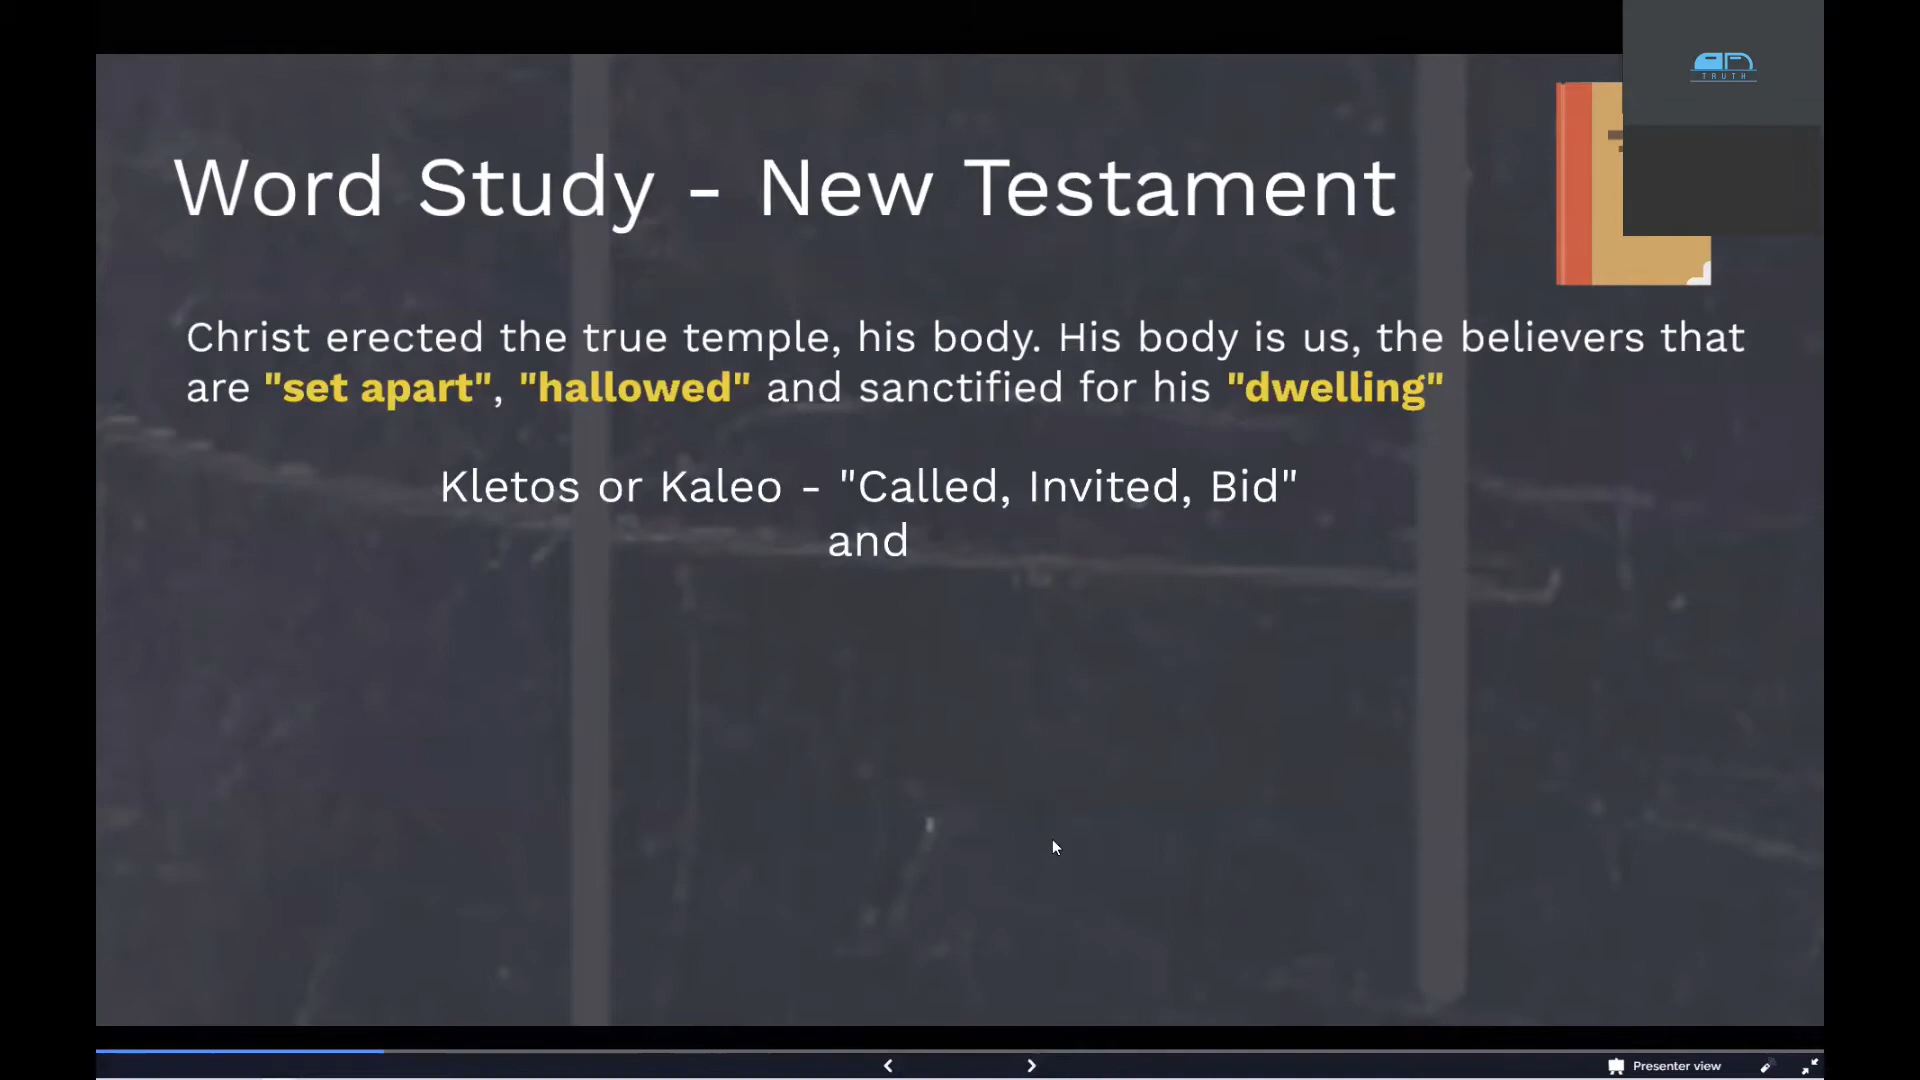 TRUTH
Word Study - New Testament
Christ erected the true temple, his body. His body is us, the believers that
are "set apart", "hallowed" and sanctified for his "dwelling"
Kletos or Kaleo - "Called, Invited, Bid"
and
Presenter view